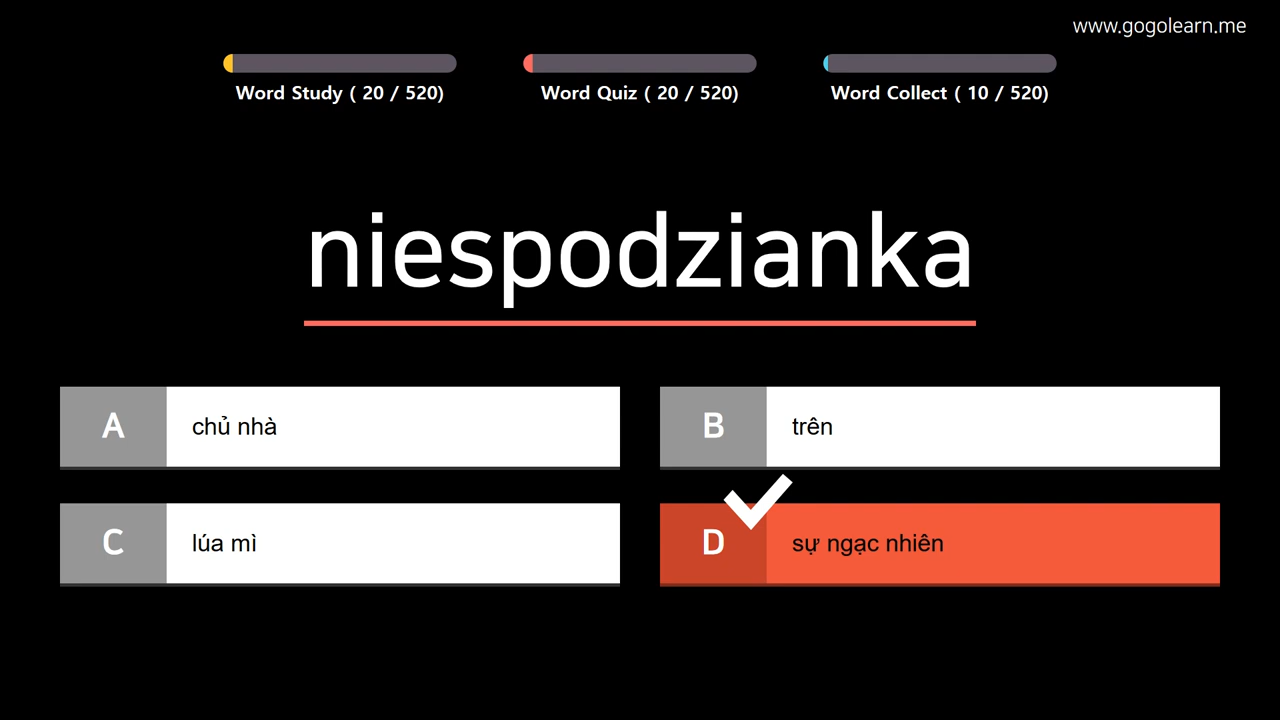 www.gogolearn.me
Word Study ( 20 / 520)
Word Quiz ( 20 / 520)
Word Collect ( 10 / 520)
niespodzianka
A chủ nhà
B trên
C lúa mì
D sự ngạc nhiên